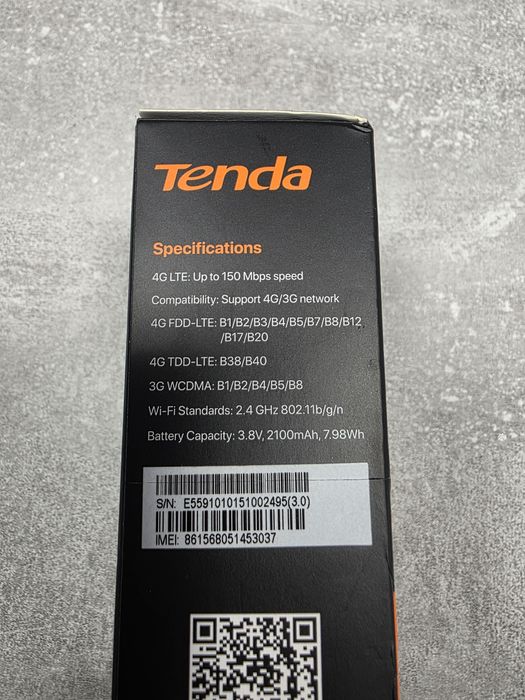 Tenda
Specifications
4G LTE: Up to 150 Mbps speed
Compatibility: Support 4G/3G network
4G FDD-LTE: B1/B2/B3/B4/B5/B7/B8/B12
/B17/B20
4G TDD-LTE: B38/B40
3G WCDMA: B1/B2/B4/B5/B8
Wi-Fi Standards: 2.4 GHz 802.11b/g/n
Battery Capacity: 3.8V, 2100mAh, 7.98Wh
S/N: E5591010151002495(3.0)
IMEI: 861568051453037